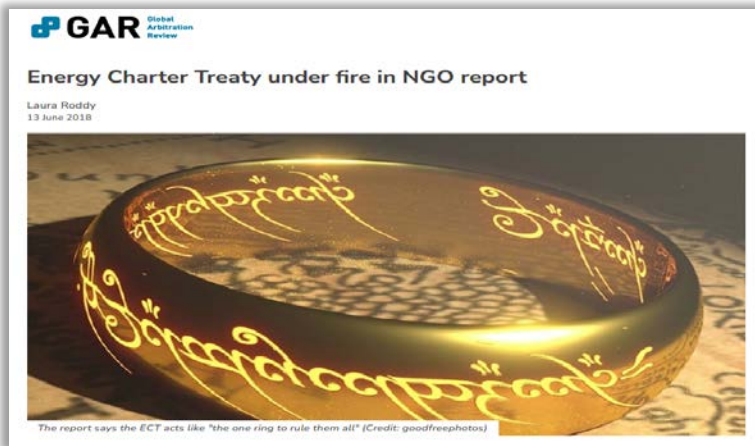 GAR Global
Arbitration
Review
Energy Charter Treaty under fire in NGO report
Laura Roddy
13 June 2018
The report says the ECT acts like "the one ring to rule them all" (Credit: goodfreephotos)